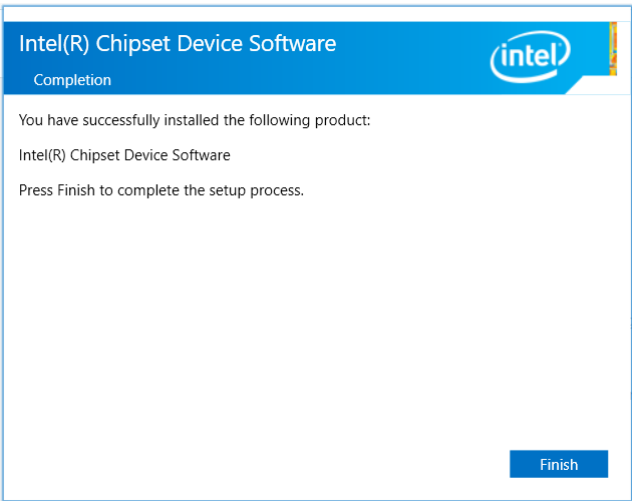 Intel(R) Chipset Device Software
intel
Completion
You have successfully installed the following product:
Intel(R) Chipset Device Software
Press Finish to complete the setup process.
Finish